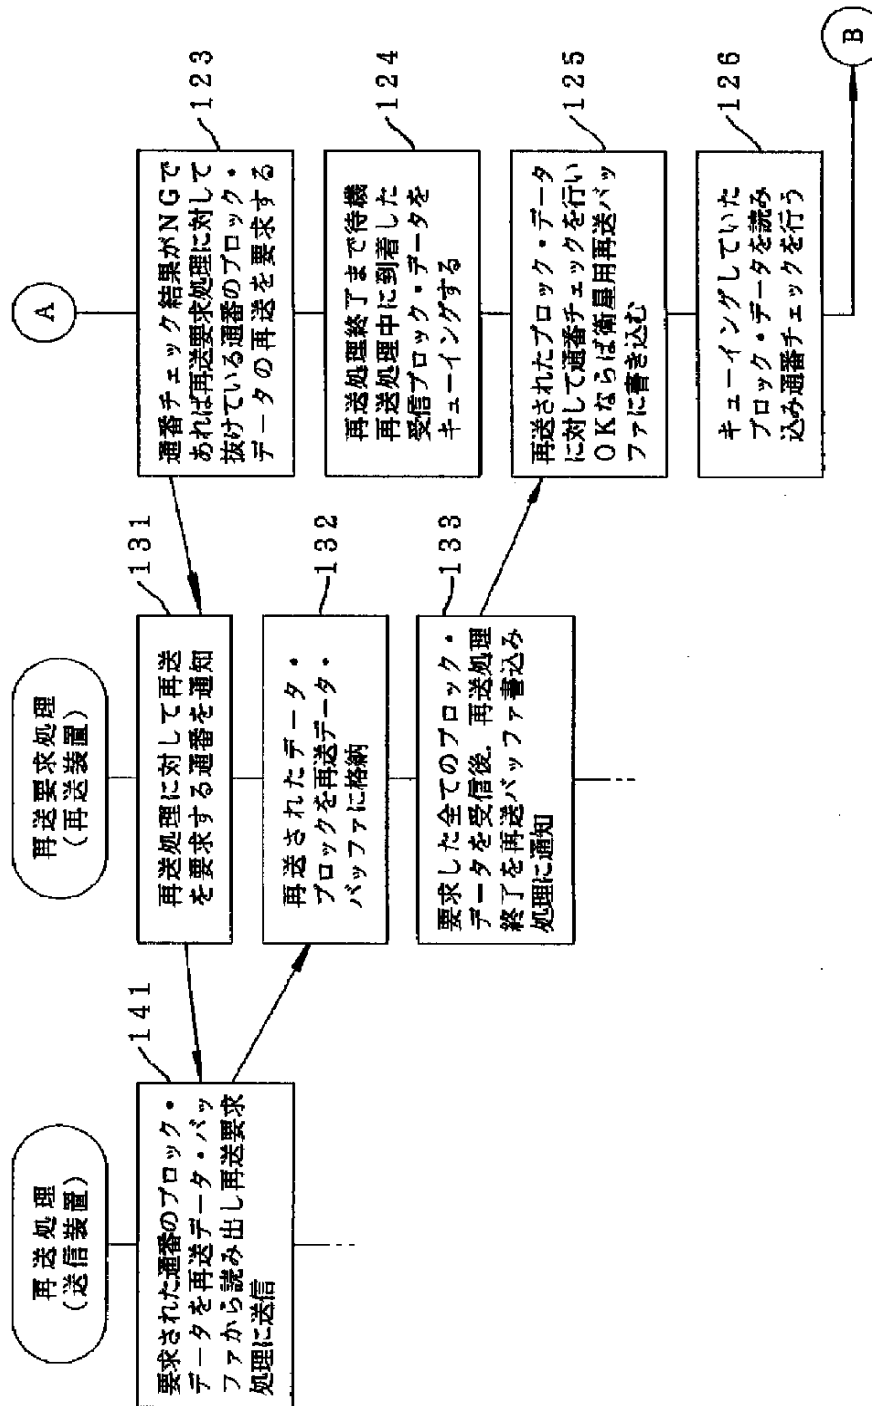 再送処理
(送信装置)
141
要求された通番のブロック・
データを再送データ・バッ
ファから読み出し再送要求
処理に送信
再送要求処理
(再送装置)
131
再送処理に対して再送
を要求する通番を通知
132
再送されたデータ・
ブロックを再送データ・
バッファに格納
133
要求した全てのブロック・
データを受信後、再送処理
終了を再送バッファ書込み
処理に通知
A
123
通番チェック結果がNGで
あれば再送要求処理に対して
抜けている通番のブロック・
データの再送を要求する
124
再送処理終了まで待機
再送処理中に到着した
受信ブロック・データを
キューイングする
125
再送されたブロック・データ
に対して通番チェックを行い
OKならば衛星用再送バッ
ファに書き込む
126
キューイングしていた
ブロック・データを読み
込み通番チェックを行う
B